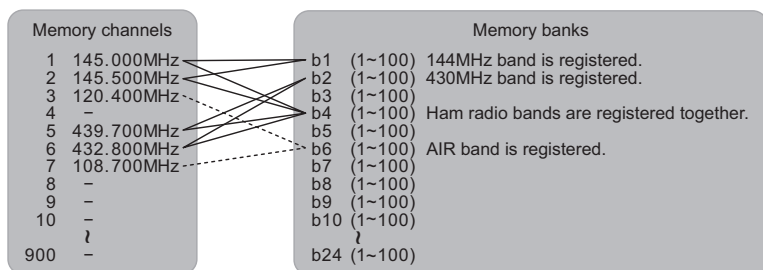 Memory channels
1 145.000MHz
2 145.500MHz
3 120.400MHz
4 –
5 439.700MHz
6 432.800MHz
7 108.700MHz
8 –
9 –
10 –
~
900 –
Memory banks
b1 (1~100) 144MHz band is registered.
b2 (1~100) 430MHz band is registered.
b3 (1~100)
b4 (1~100) Ham radio bands are registered together.
b5 (1~100)
b6 (1~100) AIR band is registered.
b7 (1~100)
b8 (1~100)
b9 (1~100)
b10 (1~100)
~
b24 (1~100)